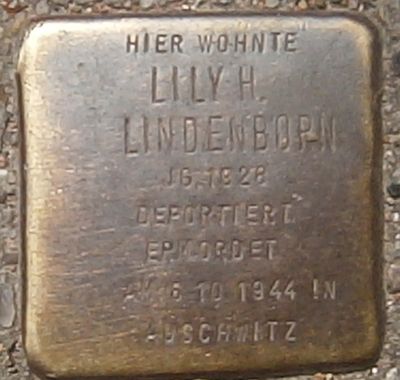 HIER WOHNTE
LILY H.
LINDENBORN
JG. 1928
DEPORTIERT
ERMORDET
AM 6.10.1944 IN
AUSCHWITZ